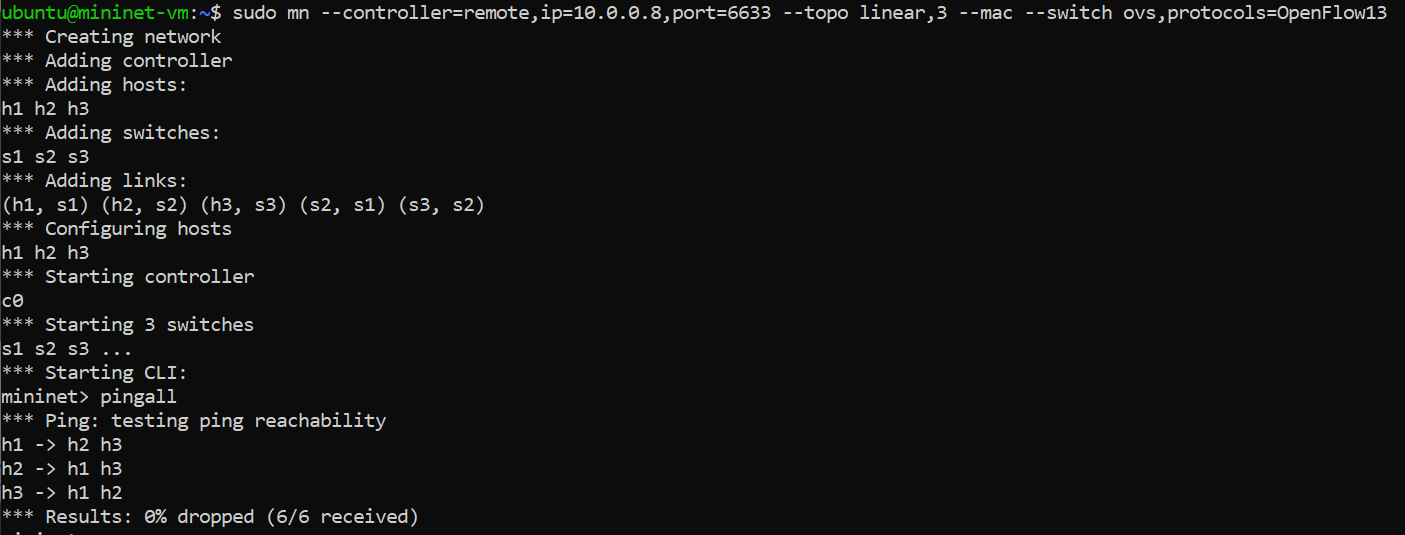 ubuntu@mininet-vm:~$ sudo mn --controller=remote,ip=10.0.0.8,port=6633 --topo linear,3 --mac --switch ovs,protocols=OpenFlow13
*** Creating network
*** Adding controller
*** Adding hosts:
h1 h2 h3
*** Adding switches:
s1 s2 s3
*** Adding links:
(h1, s1) (h2, s2) (h3, s3) (s2, s1) (s3, s2)
*** Configuring hosts
h1 h2 h3
*** Starting controller
c0
*** Starting 3 switches
s1 s2 s3 ...
*** Starting CLI:
mininet> pingall
*** Ping: testing ping reachability
h1 -> h2 h3
h2 -> h1 h3
h3 -> h1 h2
*** Results: 0% dropped (6/6 received)